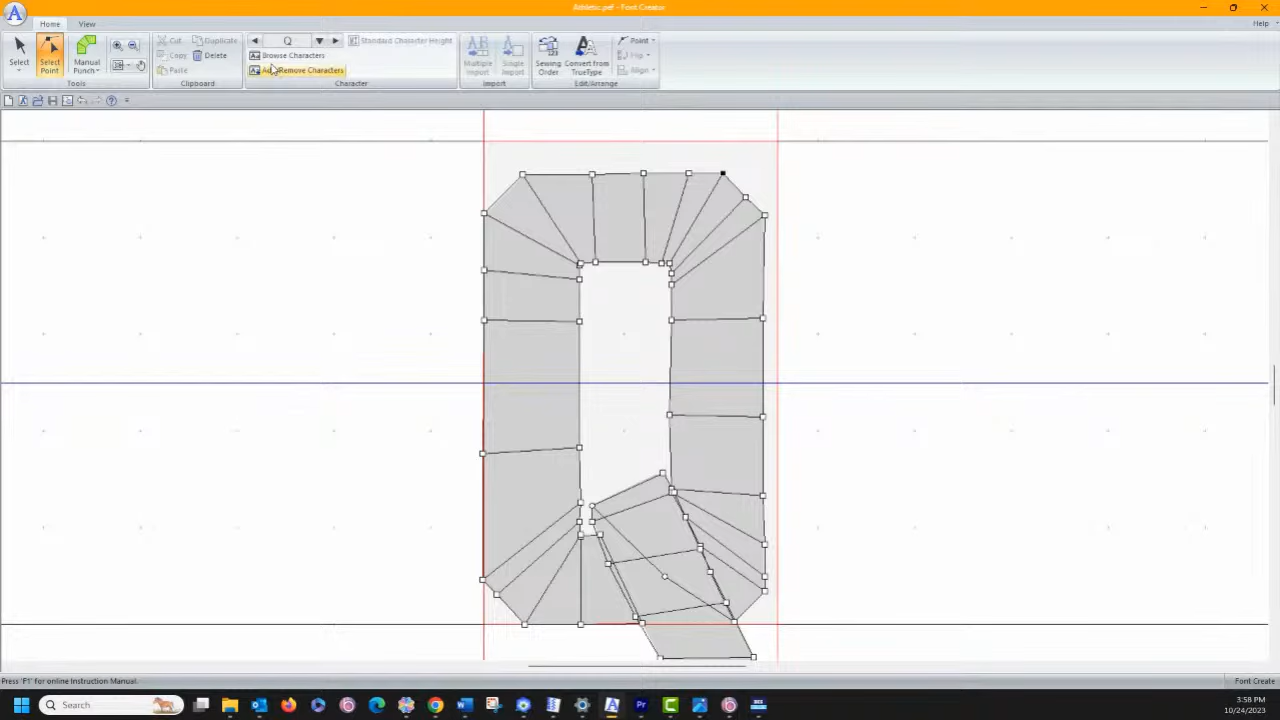 Athletic.pef - Font Creator
Home View Help
Select
Select Point
Manual Punch
Tools
Cut
Copy
Paste
Duplicate
Delete
Clipboard
Q
Standard Character Height
Browse Characters
Remove Characters
Character
Multiple Import
Single Import
Import
Sewing Order
Convert from TrueType
Point
Flip
Align
Edit/Arrange
Press 'F1' for online Instruction Manual.
Font Create
Search
3:58 PM
10/24/2023